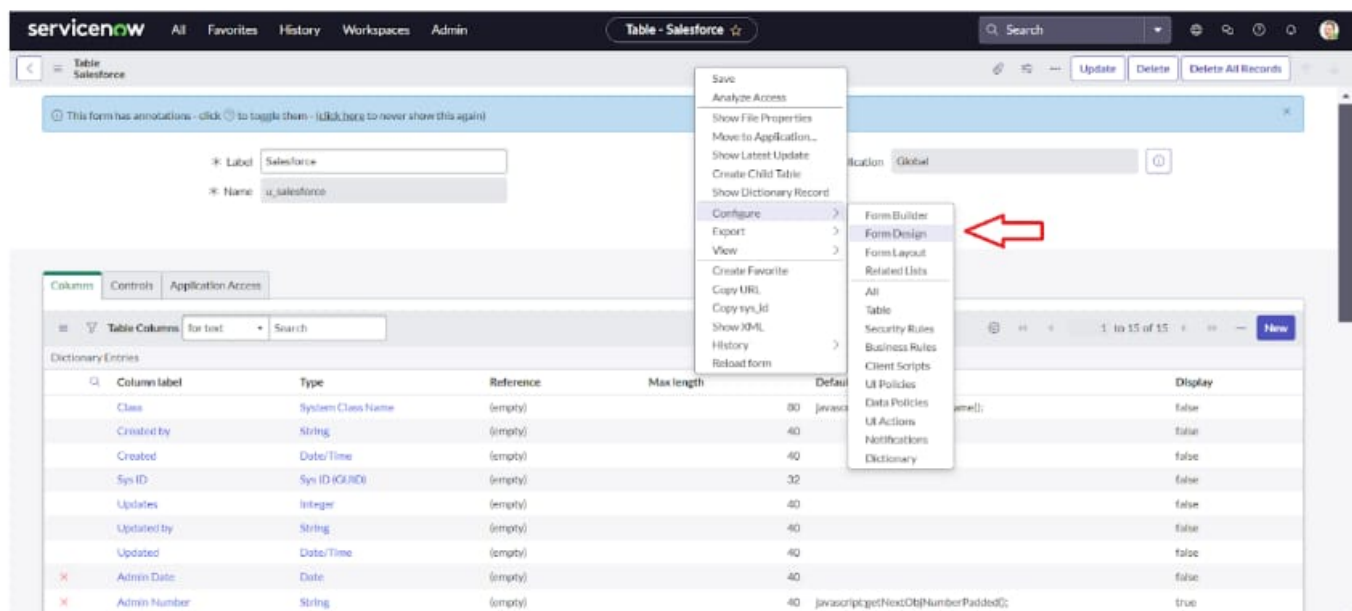 servicenow All Favorites History Workspaces Admin Table - Salesforce Search
Table
Salesforce
Update Delete Delete All Records
This form has annotations - click to toggle them - (click here to never show this again)
Label Salesforce
Name u_salesforce
lication Global
Save
Analyze Access
Show File Properties
Move to Application...
Show Latest Update
Create Child Table
Show Dictionary Record
Configure
Export
View
Create Favorite
Copy URL
Copy sys_id
Show XML
History
Reload form
Form Builder
Form Design
Form Layout
Related Lists
All
Table
Security Rules
Business Rules
Client Scripts
UI Policies
Data Policies
UI Actions
Notifications
Dictionary
Columns Controls Application Access
Table Columns for text Search 1 to 15 of 15 New
Dictionary Entries
Column label Type Reference Max length Defaul Display
Class System Class Name (empty) 80 javasc ame(); false
Created by String (empty) 40 false
Created Date/Time (empty) 40 false
Sys ID Sys ID (GUID) (empty) 32 false
Updates Integer (empty) 40 false
Updated by String (empty) 40 false
Updated Date/Time (empty) 40 false
Admin Date Date (empty) 40 false
Admin Number String (empty) 40 javascript:getNextObjNumberPadded(); true